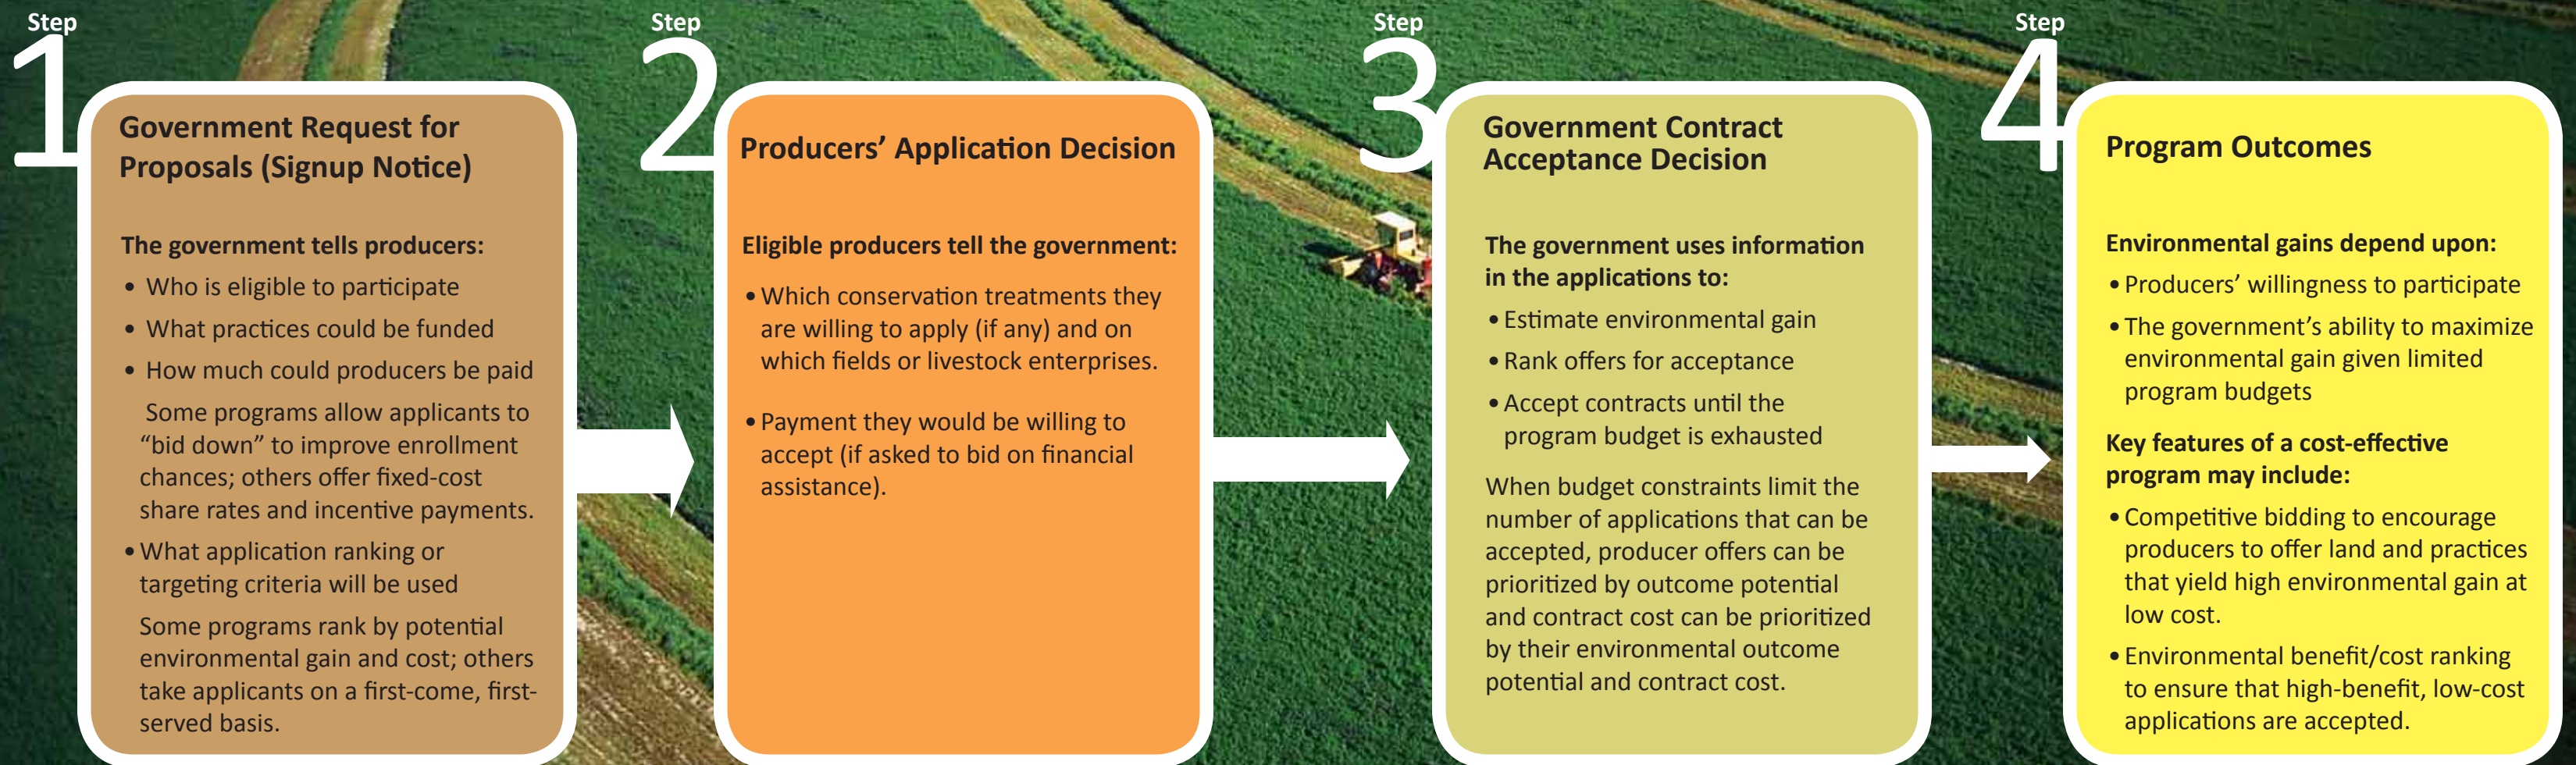 Step
1
Government Request for
Proposals (Signup Notice)
The government tells producers:
• Who is eligible to participate
• What practices could be funded
• How much could producers be paid
Some programs allow applicants to
“bid down” to improve enrollment
chances; others offer fixed-cost
share rates and incentive payments.
• What application ranking or
targeting criteria will be used
Some programs rank by potential
environmental gain and cost; others
take applicants on a first-come, first-
served basis.
Step
2
Producers’ Application Decision
Eligible producers tell the government:
• Which conservation treatments they
are willing to apply (if any) and on
which fields or livestock enterprises.
• Payment they would be willing to
accept (if asked to bid on financial
assistance).
Step
3
Government Contract
Acceptance Decision
The government uses information
in the applications to:
• Estimate environmental gain
• Rank offers for acceptance
• Accept contracts until the
program budget is exhausted
When budget constraints limit the
number of applications that can be
accepted, producer offers can be
prioritized by outcome potential
and contract cost can be prioritized
by their environmental outcome
potential and contract cost.
Step
4
Program Outcomes
Environmental gains depend upon:
• Producers’ willingness to participate
• The government’s ability to maximize
environmental gain given limited
program budgets
Key features of a cost-effective
program may include:
• Competitive bidding to encourage
producers to offer land and practices
that yield high environmental gain at
low cost.
• Environmental benefit/cost ranking
to ensure that high-benefit, low-cost
applications are accepted.